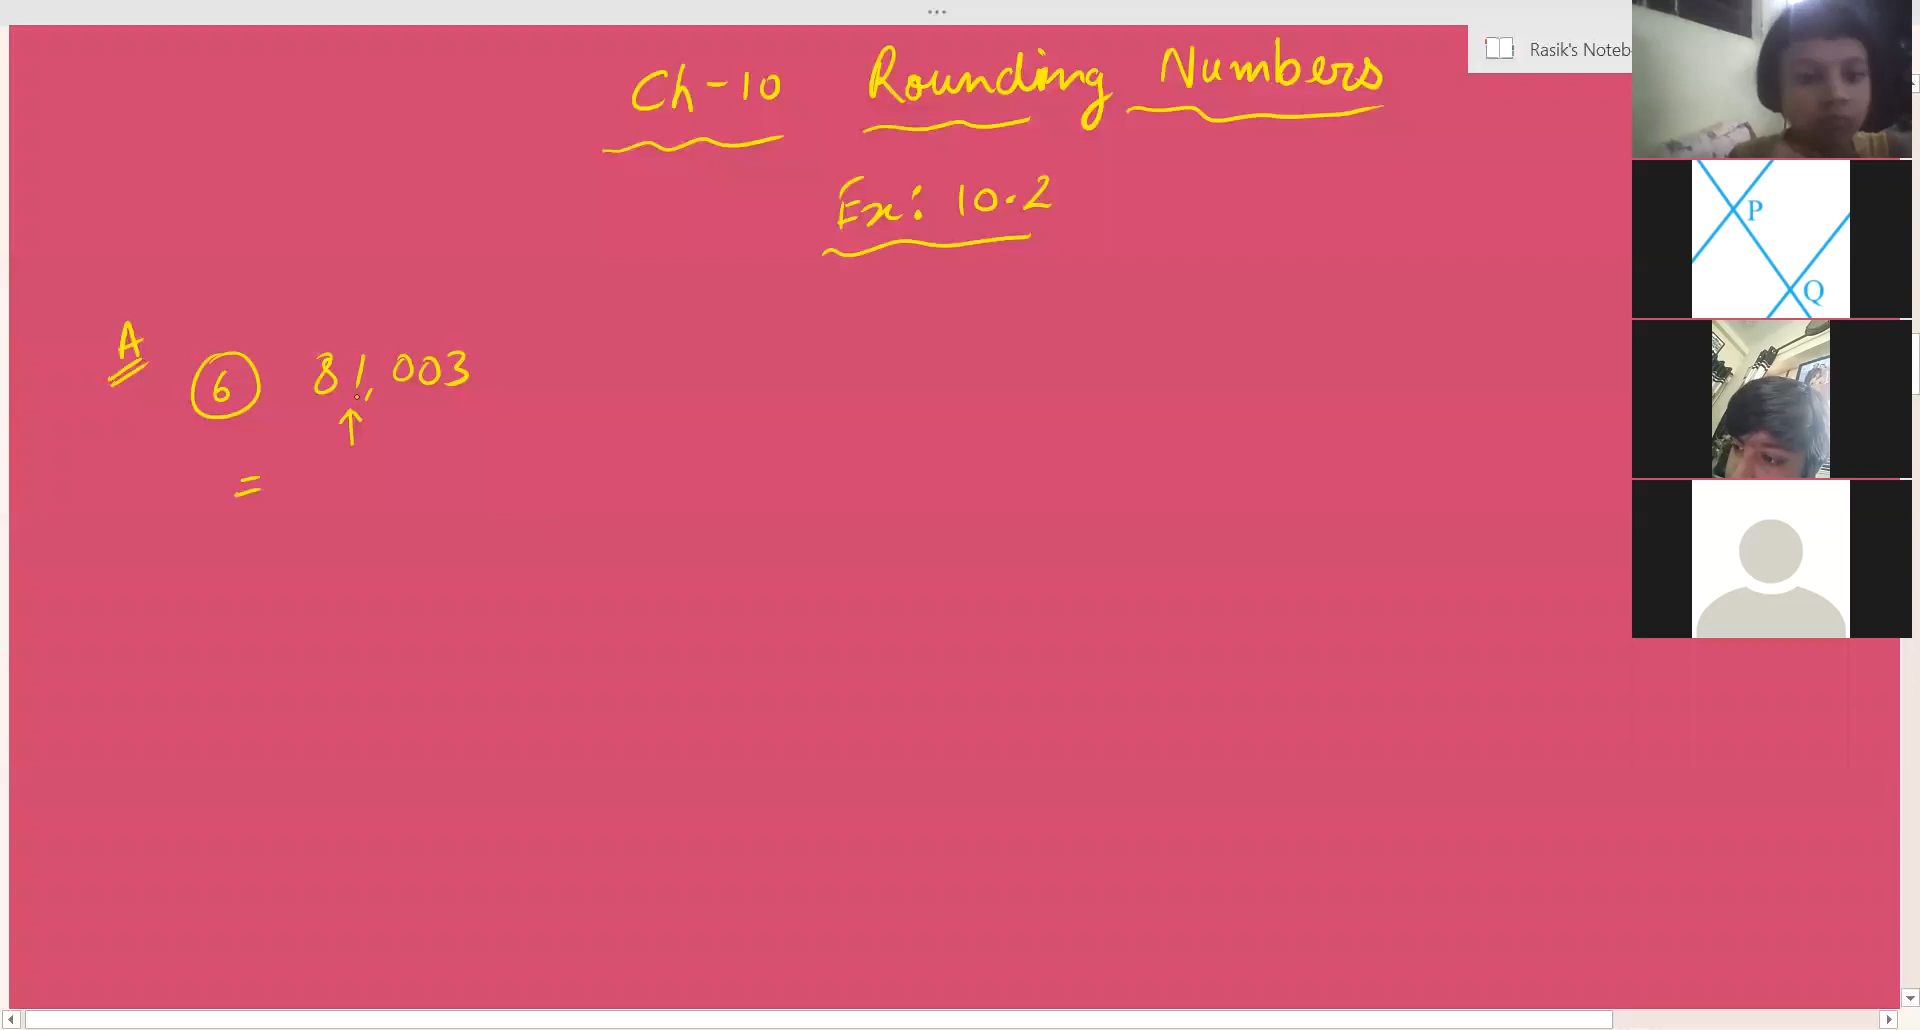 Ch-10 Rounding Numbers
Rasik's Noteb
Ex: 10.2
P
Q
A
6 81,003
↑
=